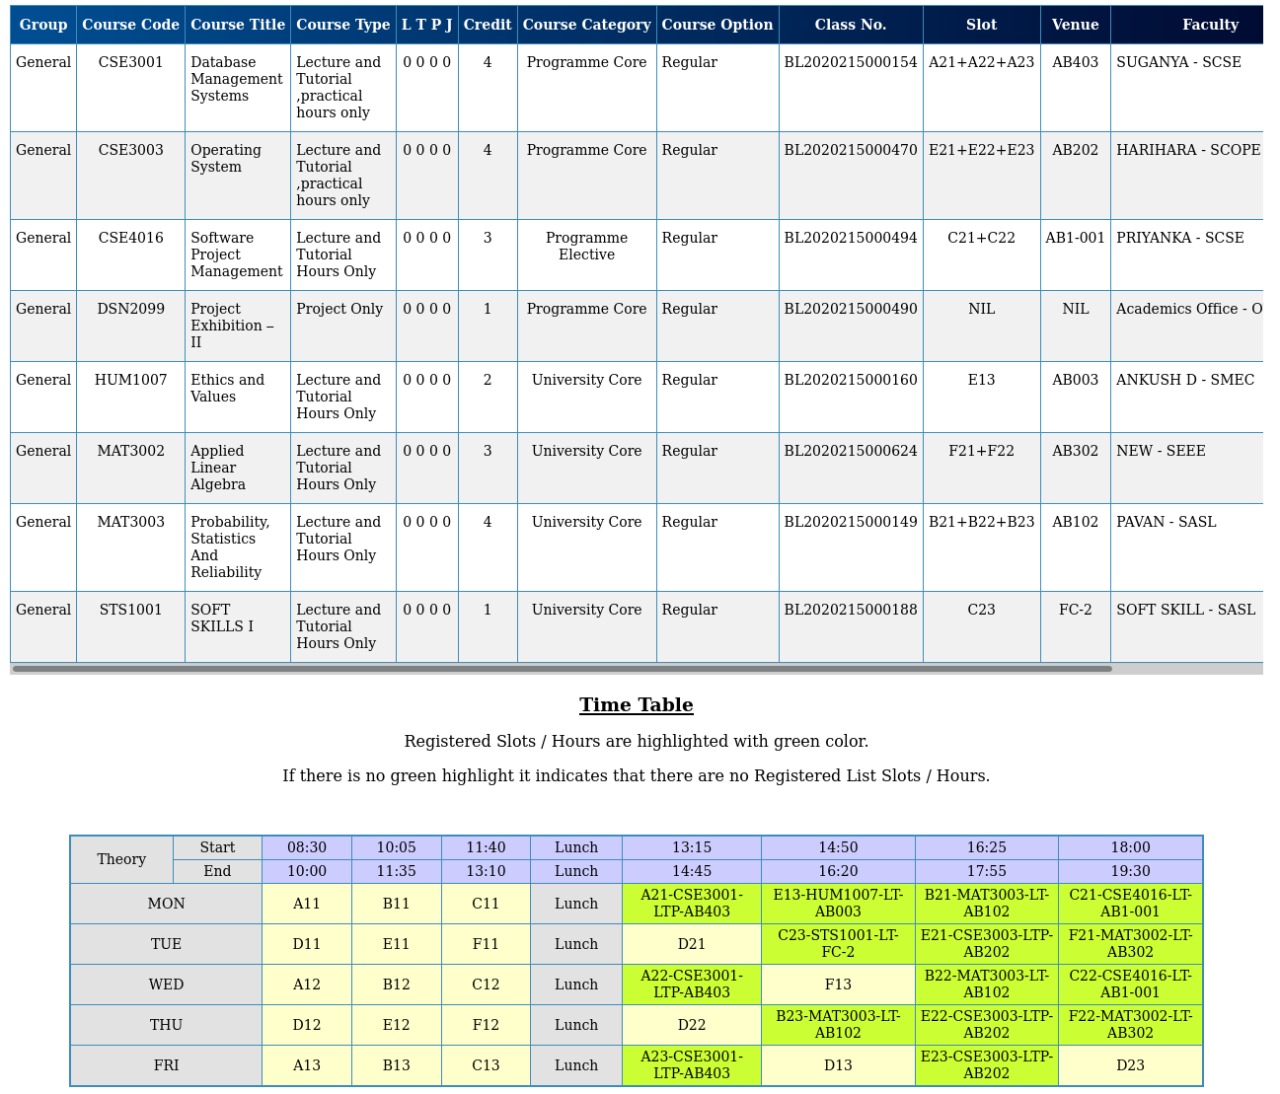 Group Course Code Course Title Course Type L T P J Credit Course Category Course Option Class No. Slot Venue Faculty
General CSE3001 Database Management Systems Lecture and Tutorial ,practical hours only 0 0 0 0 4 Programme Core Regular BL2020215000154 A21+A22+A23 AB403 SUGANYA - SCSE
General CSE3003 Operating System Lecture and Tutorial ,practical hours only 0 0 0 0 4 Programme Core Regular BL2020215000470 E21+E22+E23 AB202 HARIHARA - SCOPE
General CSE4016 Software Project Management Lecture and Tutorial Hours Only 0 0 0 0 3 Programme Elective Regular BL2020215000494 C21+C22 AB1-001 PRIYANKA - SCSE
General DSN2099 Project Exhibition – II Project Only 0 0 0 0 1 Programme Core Regular BL2020215000490 NIL NIL Academics Office - O
General HUM1007 Ethics and Values Lecture and Tutorial Hours Only 0 0 0 0 2 University Core Regular BL2020215000160 E13 AB003 ANKUSH D - SMEC
General MAT3002 Applied Linear Algebra Lecture and Tutorial Hours Only 0 0 0 0 3 University Core Regular BL2020215000624 F21+F22 AB302 NEW - SEEE
General MAT3003 Probability, Statistics And Reliability Lecture and Tutorial Hours Only 0 0 0 0 4 University Core Regular BL2020215000149 B21+B22+B23 AB102 PAVAN - SASL
General STS1001 SOFT SKILLS I Lecture and Tutorial Hours Only 0 0 0 0 1 University Core Regular BL2020215000188 C23 FC-2 SOFT SKILL - SASL
Time Table
Registered Slots / Hours are highlighted with green color.
If there is no green highlight it indicates that there are no Registered List Slots / Hours.
Theory Start 08:30 10:05 11:40 Lunch 13:15 14:50 16:25 18:00
End 10:00 11:35 13:10 Lunch 14:45 16:20 17:55 19:30
MON A11 B11 C11 Lunch A21-CSE3001-LTP-AB403 E13-HUM1007-LT-AB003 B21-MAT3003-LT-AB102 C21-CSE4016-LT-AB1-001
TUE D11 E11 F11 Lunch D21 C23-STS1001-LT-FC-2 E21-CSE3003-LTP-AB202 F21-MAT3002-LT-AB302
WED A12 B12 C12 Lunch A22-CSE3001-LTP-AB403 F13 B22-MAT3003-LT-AB102 C22-CSE4016-LT-AB1-001
THU D12 E12 F12 Lunch D22 B23-MAT3003-LT-AB102 E22-CSE3003-LTP-AB202 F22-MAT3002-LT-AB302
FRI A13 B13 C13 Lunch A23-CSE3001-LTP-AB403 D13 E23-CSE3003-LTP-AB202 D23